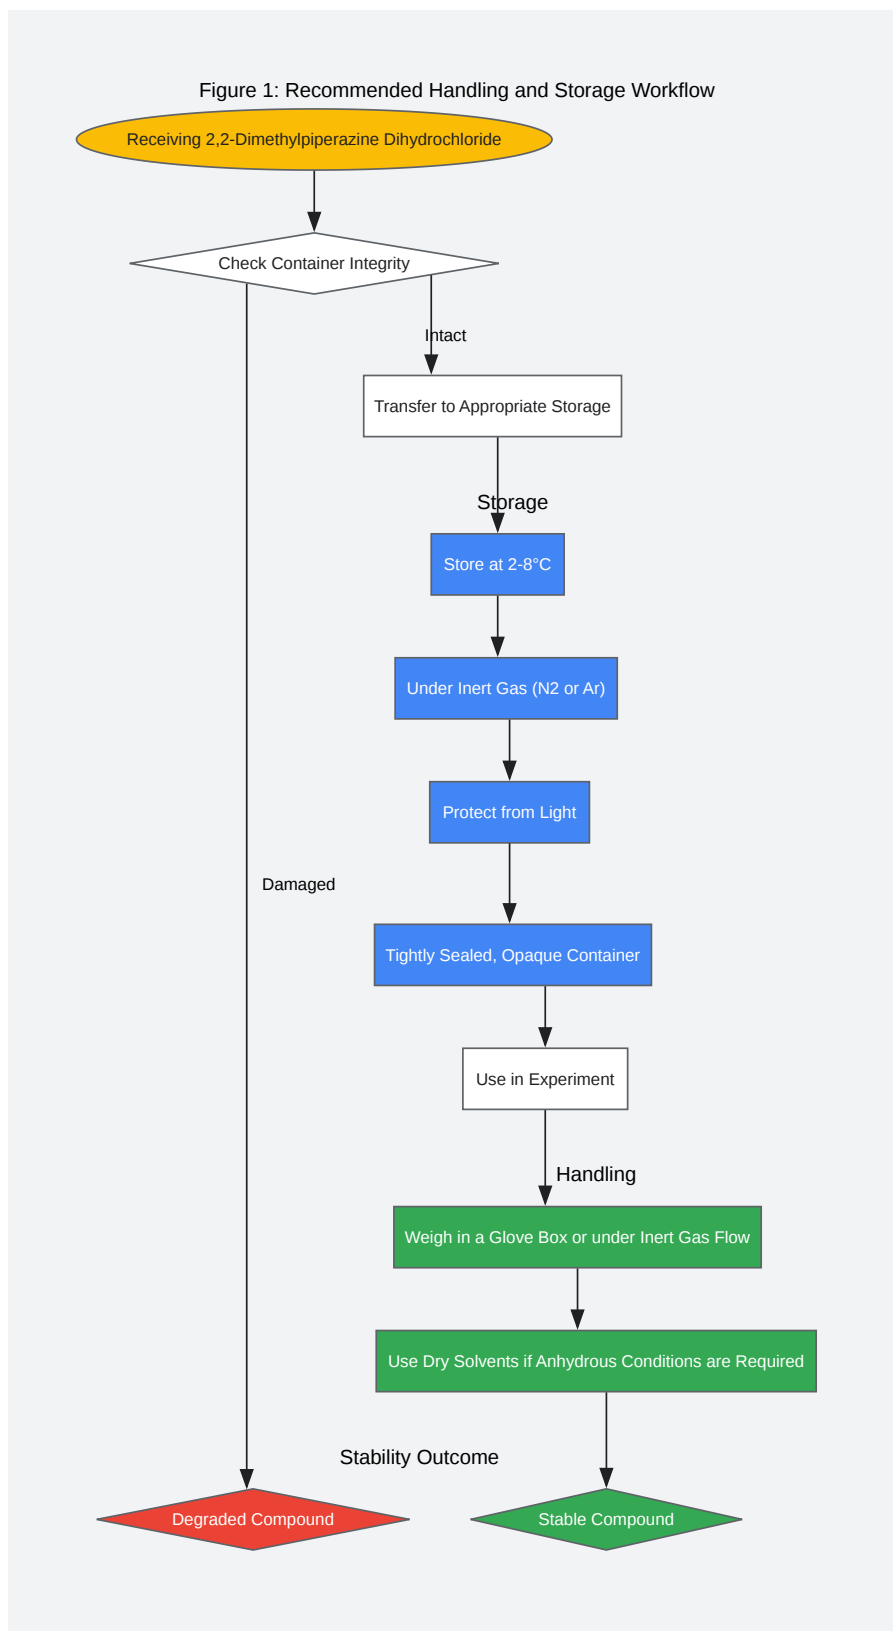 Figure 1: Recommended Handling and Storage Workflow
Receiving 2,2-Dimethylpiperazine Dihydrochloride
Check Container Integrity
Intact
Transfer to Appropriate Storage
Storage
Store at 2-8°C
Under Inert Gas (N2 or Ar)
Protect from Light
Damaged
Tightly Sealed, Opaque Container
Use in Experiment
Handling
Weigh in a Glove Box or under Inert Gas Flow
Use Dry Solvents if Anhydrous Conditions are Required
Stability Outcome
Degraded Compound
Stable Compound